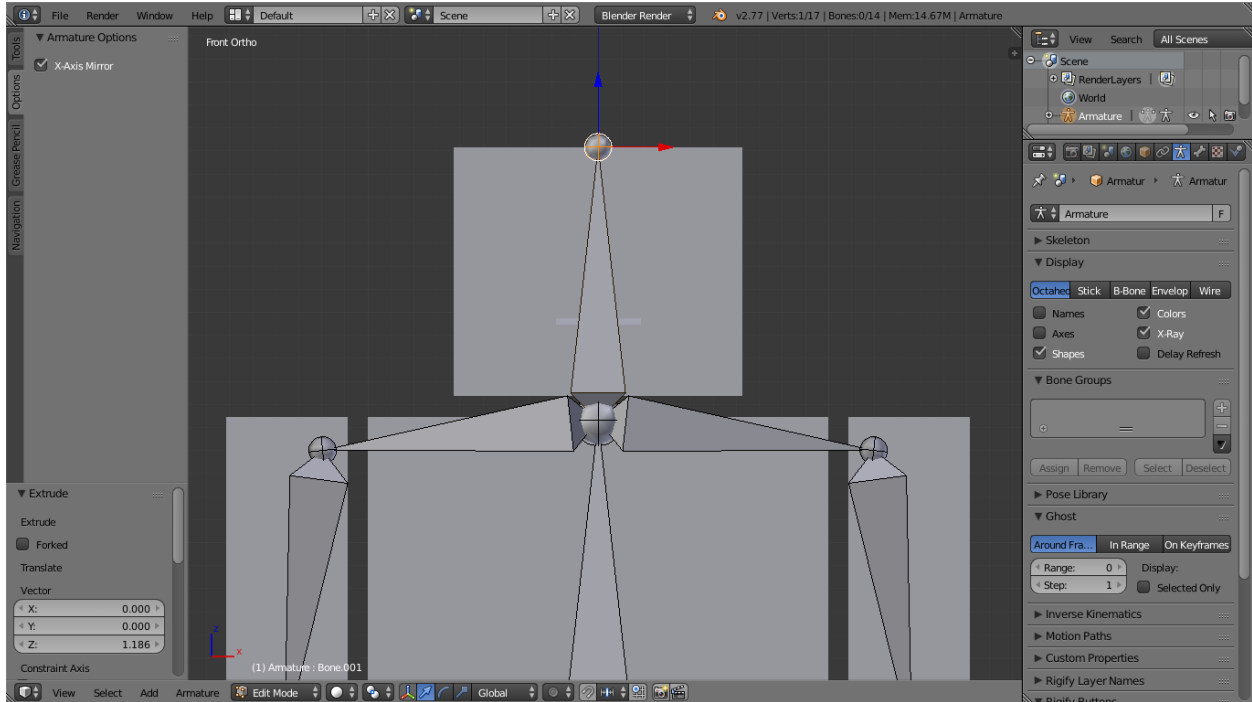 File Render Window Help Default Scene Blender Render v2.77 | Verts:1/17 | Bones:0/14 | Mem:14.67M | Armature
Tools
Options
Grease Pencil
Navigation
Armature Options
X-Axis Mirror
Extrude
Extrude
Forked
Translate
Vector
X: 0.000
Y: 0.000
Z: 1.186
Constraint Axis
Front Ortho
z
x
(1) Armature : Bone.001
View Select Add Armature Edit Mode Global
View Search All Scenes
Scene
RenderLayers
World
Armature
Armatur Armatur
Armature F
Skeleton
Display
Octahed Stick B-Bone Envelop Wire
Names Colors
Axes X-Ray
Shapes Delay Refresh
Bone Groups
Assign Remove Select Deselect
Pose Library
Ghost
Around Fra... In Range On Keyframes
Range: 0 Display:
Step: 1 Selected Only
Inverse Kinematics
Motion Paths
Custom Properties
Rigify Layer Names
Rigify Buttons